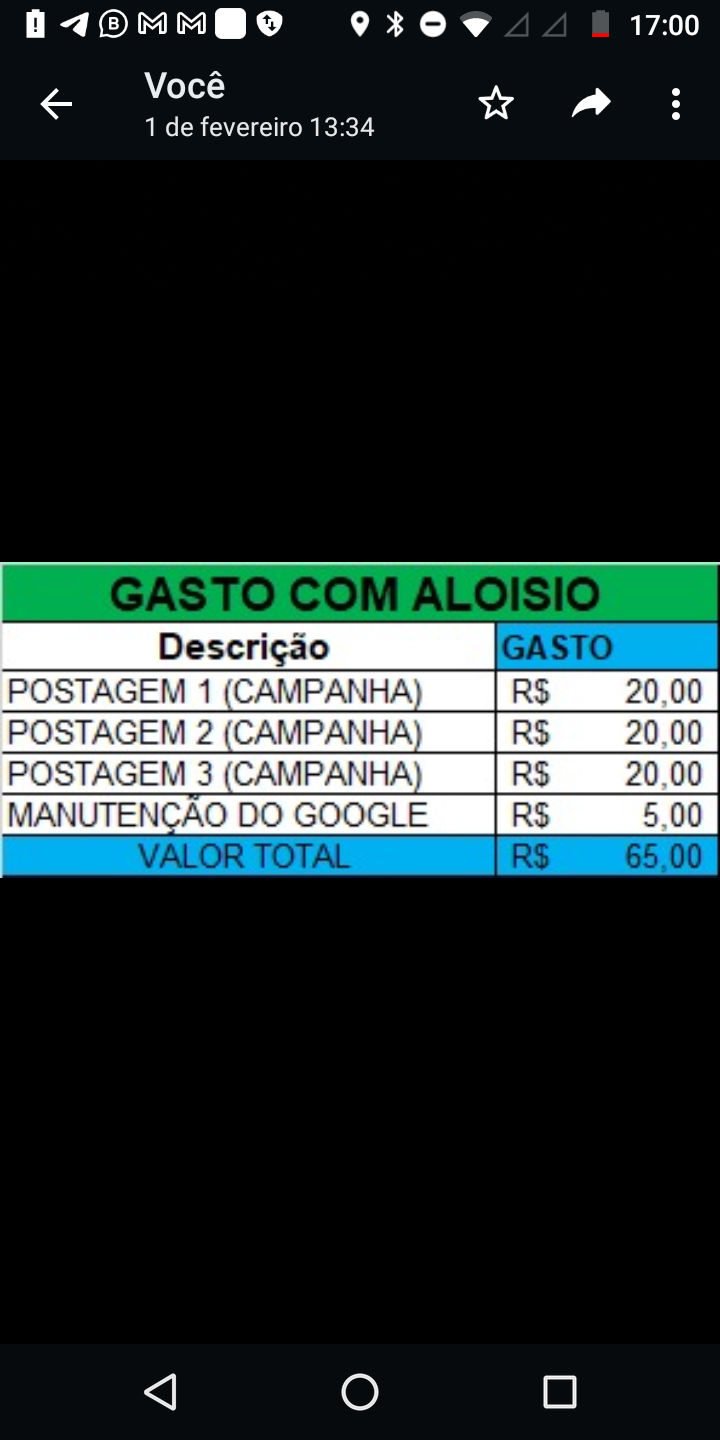 17:00
Você
1 de fevereiro 13:34
GASTO COM ALOISIO
Descrição GASTO
POSTAGEM 1 (CAMPANHA) R$ 20,00
POSTAGEM 2 (CAMPANHA) R$ 20,00
POSTAGEM 3 (CAMPANHA) R$ 20,00
MANUTENÇÃO DO GOOGLE R$ 5,00
VALOR TOTAL R$ 65,00